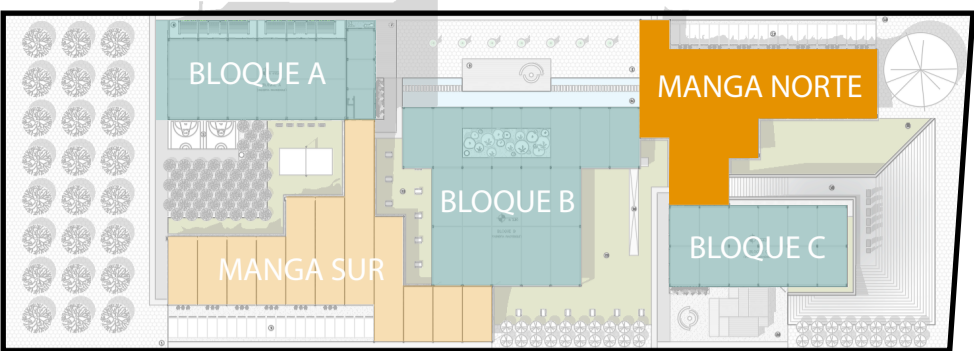 BLOQUE A
MANGA NORTE
BLOQUE B
BLOQUE C
MANGA SUR